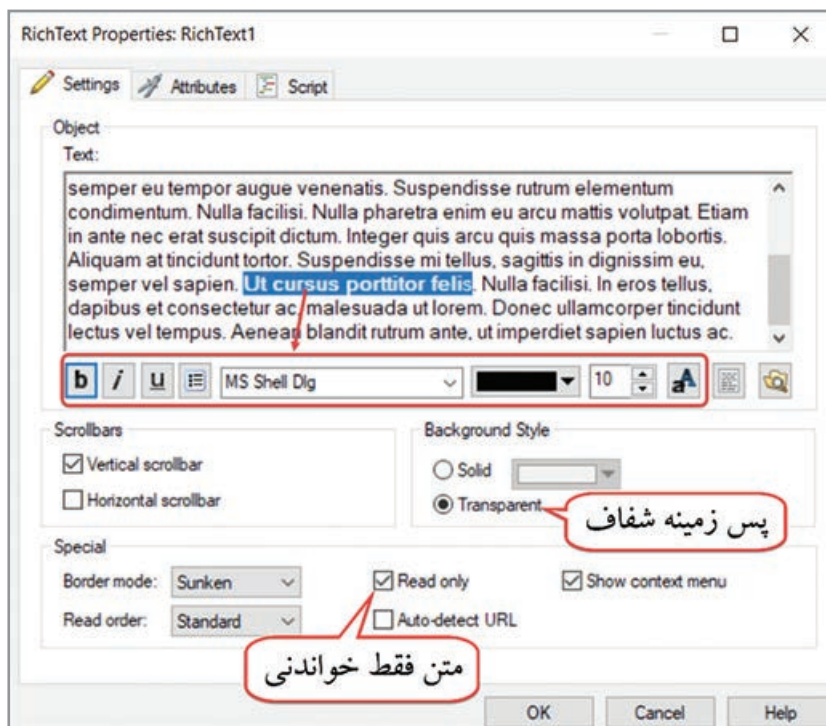 RichText Properties: RichText1
Settings Attributes Script
Object
Text:
semper eu tempor augue venenatis. Suspendisse rutrum elementum
condimentum. Nulla facilisi. Nulla pharetra enim eu arcu mattis volutpat. Etiam
in ante nec erat suscipit dictum. Integer quis arcu quis massa porta lobortis.
Aliquam at tincidunt tortor. Suspendisse mi tellus, sagittis in dignissim eu,
semper vel sapien. Ut cursus porttitor felis. Nulla facilisi. In eros tellus,
dapibus et consectetur ac, malesuada ut lorem. Donec ullamcorper tincidunt
lectus vel tempus. Aenean blandit rutrum ante, ut imperdiet sapien luctus ac.
b i u MS Shell Dlg 10 aA
Scrollbars Background Style
Vertical scrollbar Solid
Horizontal scrollbar Transparent
پس زمینه شفاف
Special
Border mode: Sunken Read only Show context menu
Read order: Standard Auto-detect URL
متن فقط خواندنی
OK Cancel Help